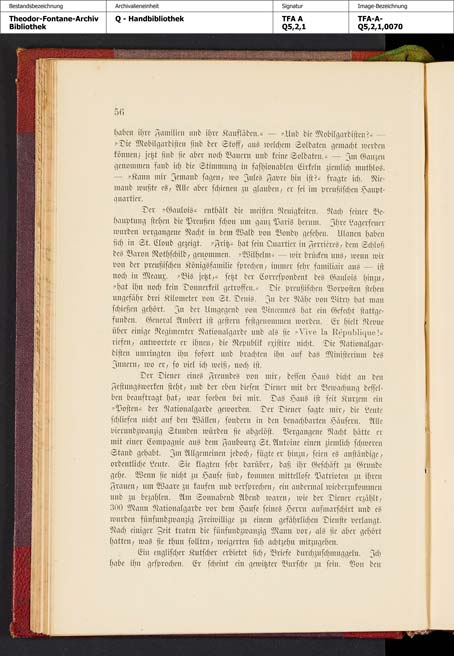 Bestandsbezeichnung
Archivalieneinheit
Signatur
Image-Bezeichnung
Theodor-Fontane-Archiv
Bibliothek
Q - Handbibliothek
TFA A
Q5,2,1
TFA-A-
Q5,2,1,0070
56
haben ihre Familien und ihre Kaufläden.« — »Und die Mobilgardisten?« —
»Die Mobilgardisten sind der Stoff, aus welchem Soldaten gemacht werden
können; jetzt sind sie aber noch Bauern und keine Soldaten.« — Im Ganzen
genommen fand ich die Stimmung in fashionablen Cirkeln ziemlich muthlos.
— »Kann mir Jemand sagen, wo Jules Favre hin ist?« fragte ich. Nie-
mand wußte es, Alle aber schienen zu glauben, er sei im preußischen Haupt-
quartier.
Der »Gaulois« enthält die meisten Neuigkeiten. Nach seiner Be-
hauptung stehen die Preußen schon um ganz Paris herum. Ihre Lagerfeuer
wurden vergangene Nacht in dem Wald von Bondy gesehen. Ulanen haben
sich in St. Cloud gezeigt. »Fritz« hat sein Quartier in Ferrières, dem Schloß
des Baron Rothschild, genommen. »Wilhelm« — wir drücken uns, wenn wir
von der preußischen Königsfamilie sprechen, immer sehr familiair aus — ist
noch in Meaux. »Bis jetzt,« setzt der Correspondent des Gaulois hinzu,
»hat ihn noch kein Donnerkeil getroffen.« Die preußischen Vorposten stehen
ungefähr drei Kilometer von St. Denis. In der Nähe von Vitry hat man
schießen gehört. In der Umgegend von Vincennes hat ein Gefecht stattge-
funden. General Ambert ist gestern festgenommen worden. Er hielt Revue
über einige Regimenter Nationalgarde und als sie »Vive la République!«
riefen, antwortete er ihnen, die Republik existire nicht. Die Nationalgar-
disten umringten ihn sofort und brachten ihn auf das Ministerium des
Innern, wo er, so viel ich weiß, noch ist.
Der Diener eines Freundes von mir, dessen Haus dicht an den
Festungswerken steht, und der eben diesen Diener mit der Bewachung dessel-
ben beauftragt hat, war soeben bei mir. Das Haus ist seit Kurzem ein
»Posten« der Nationalgarde geworden. Der Diener sagte mir, die Leute
schliefen nicht auf den Wällen, sondern in den benachbarten Häusern. Alle
vierundzwanzig Stunden würden sie abgelöst. Vergangene Nacht hätte er
mit einer Compagnie aus dem Faubourg St. Antoine einen ziemlich schweren
Stand gehabt. Im Allgemeinen jedoch, fügte er hinzu, seien es anständige,
ordentliche Leute. Sie klagten sehr darüber, daß ihr Geschäft zu Grunde
gehe. Wenn sie nicht zu Hause sind, kommen mittellose Patrioten zu ihren
Frauen, um Waare zu kaufen und versprechen, ein andermal wiederzukommen
und zu bezahlen. Am Sonnabend Abend waren, wie der Diener erzählt,
300 Mann Nationalgarde vor dem Hause seines Herrn aufmarschirt und es
wurden fünfundzwanzig Freiwillige zu einem gefährlichen Dienste verlangt.
Nach einiger Zeit traten die fünfundzwanzig Mann vor, als sie aber gehört
hatten, was sie thun sollten, weigerten sich achtzehn mitzugehen.
Ein englischer Kutscher erbietet sich, Briefe durchzuschmuggeln. Ich
habe ihn gesprochen. Er scheint ein gewitzter Bursche zu sein. Von den